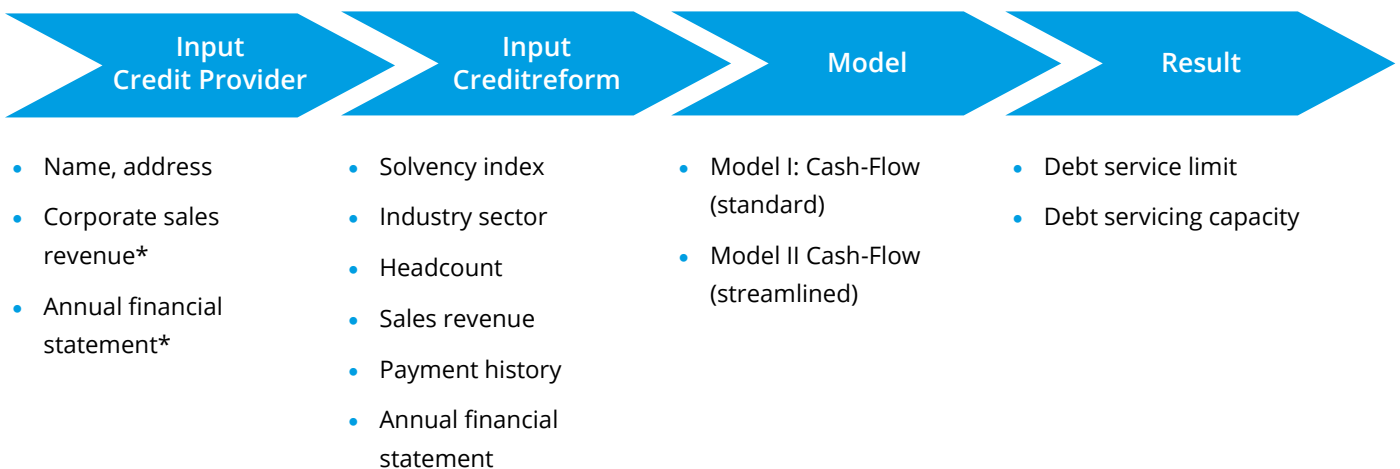 Input
Credit Provider
Input
Creditreform
Model
Result
• Name, address
• Corporate sales
revenue*
• Annual financial
statement*
• Solvency index
• Industry sector
• Headcount
• Sales revenue
• Payment history
• Annual financial
statement
• Model I: Cash-Flow
(standard)
• Model II Cash-Flow
(streamlined)
• Debt service limit
• Debt servicing capacity